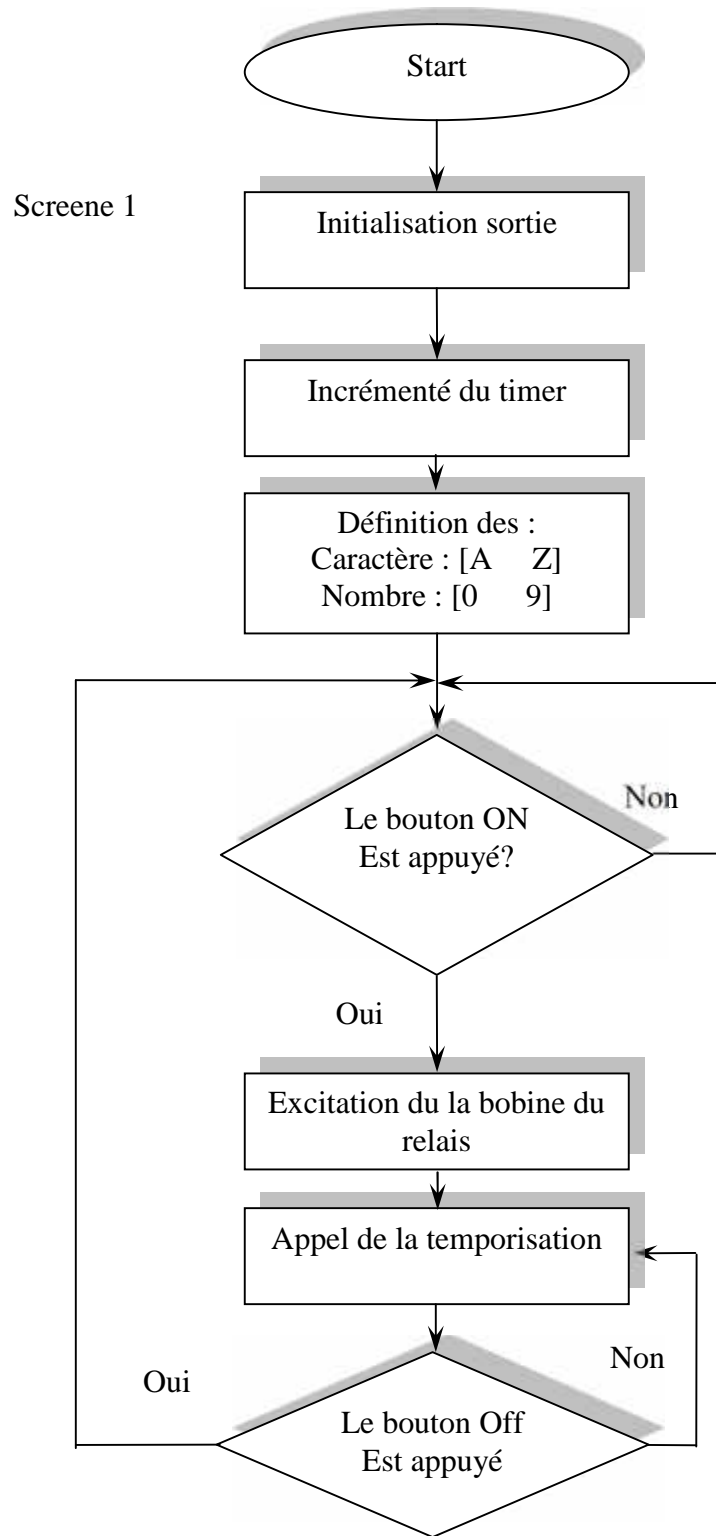 Start
Screene 1
Initialisation sortie
Incrémenté du timer
Définition des :
Caractère : [A Z]
Nombre : [0 9]
Non
Le bouton ON
Est appuyé?
Oui
Excitation du la bobine du
relais
Appel de la temporisation
Non
Oui
Le bouton Off
Est appuyé